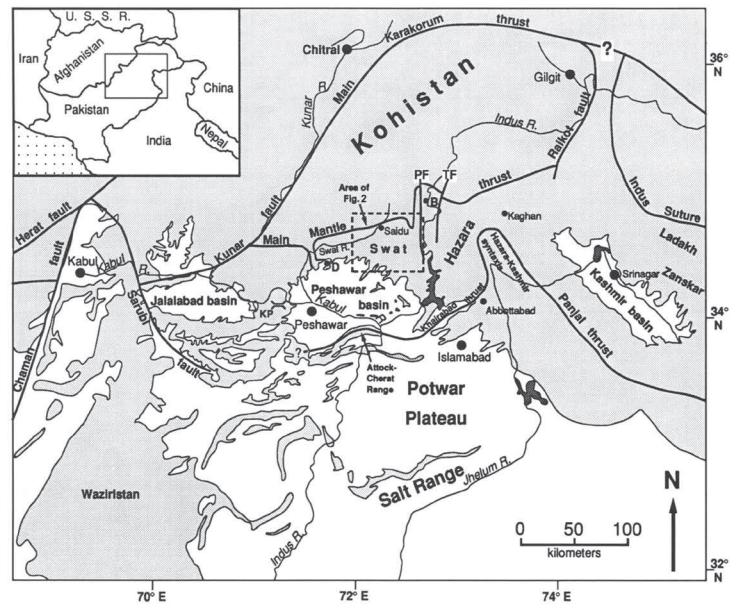 U. S. S. R.
Iran
Afghanistan
China
Pakistan
India
Nepal
Karakorum thrust
Chitral
?
36°
N
Gilgit
Kunar R.
Main
Kohistan
Indus R.
Raikot fault
Indus Suture
Area of
Fig. 2
PF
TF
thrust
B
fault
Mantle
Saidu
Kaghan
Herat fault
Ladakh
Swat R.
Swat
Hazara
Main
Kunar
Hazara-Kashmir
syntaxis
Zanskar
Kabul
Kabul R.
fault
Srinagar
Kashmir
basin
Peshawar
basin
Kabul
Jalalabad basin
KP
Sarubi
fault
Peshawar
Khairabad thrust
Abbottabad
Panjal thrust
34°
N
Chaman
?
Islamabad
Attock-
Cherat
Range
Potwar
Plateau
Salt Range
Jhelum R.
Waziristan
Indus R.
N
0 50 100
kilometers
32°
N
70° E
72° E
74° E